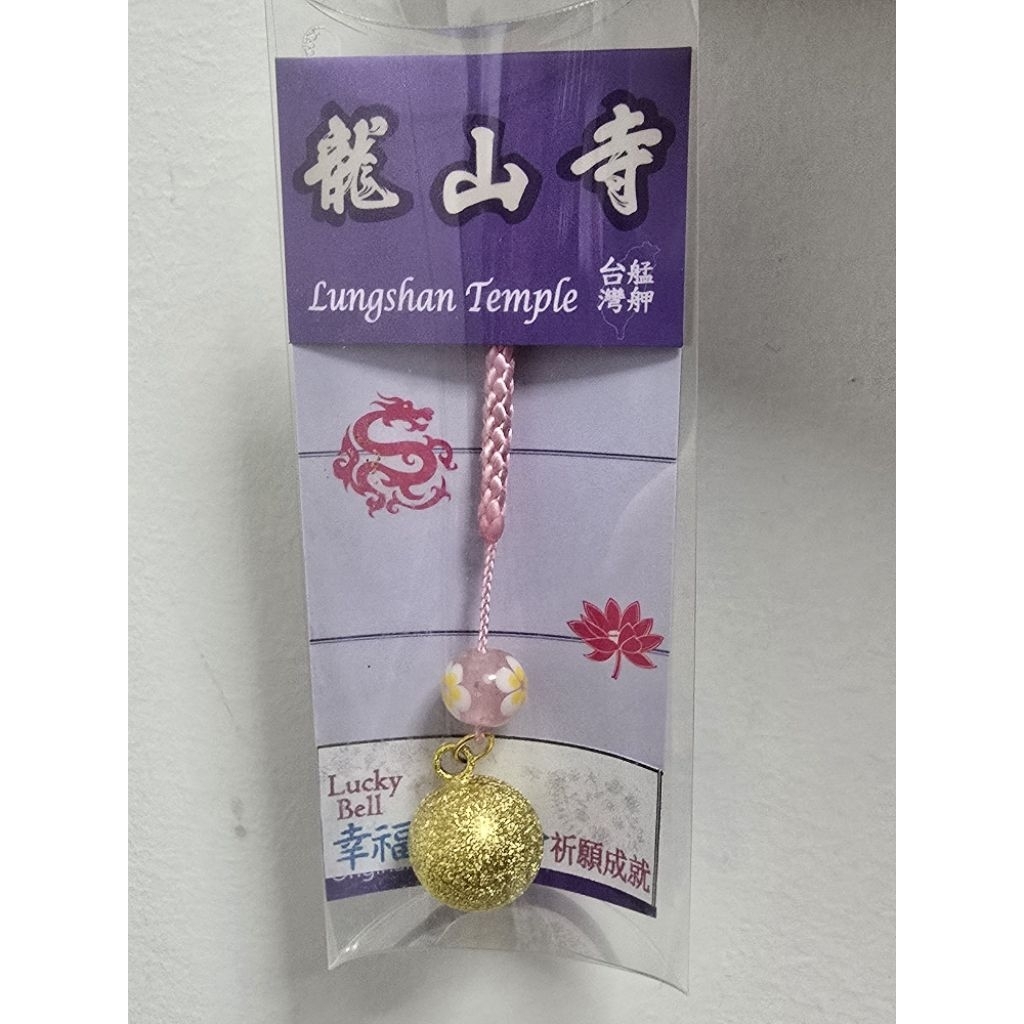 龍山寺
Lungshan Temple
艋舺
台灣
Lucky
Bell
幸福
祈願成就